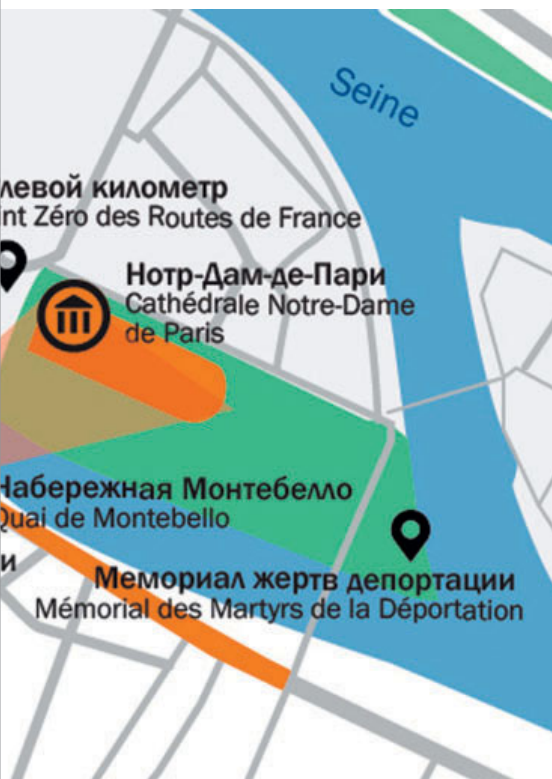 Seine
левой километр
int Zéro des Routes de France
Нотр-Дам-де-Пари
Cathédrale Notre-Dame
de Paris
Набережная Монтебелло
Quai de Montebello
и
Мемориал жертв депортации
Mémorial des Martyrs de la Déportation